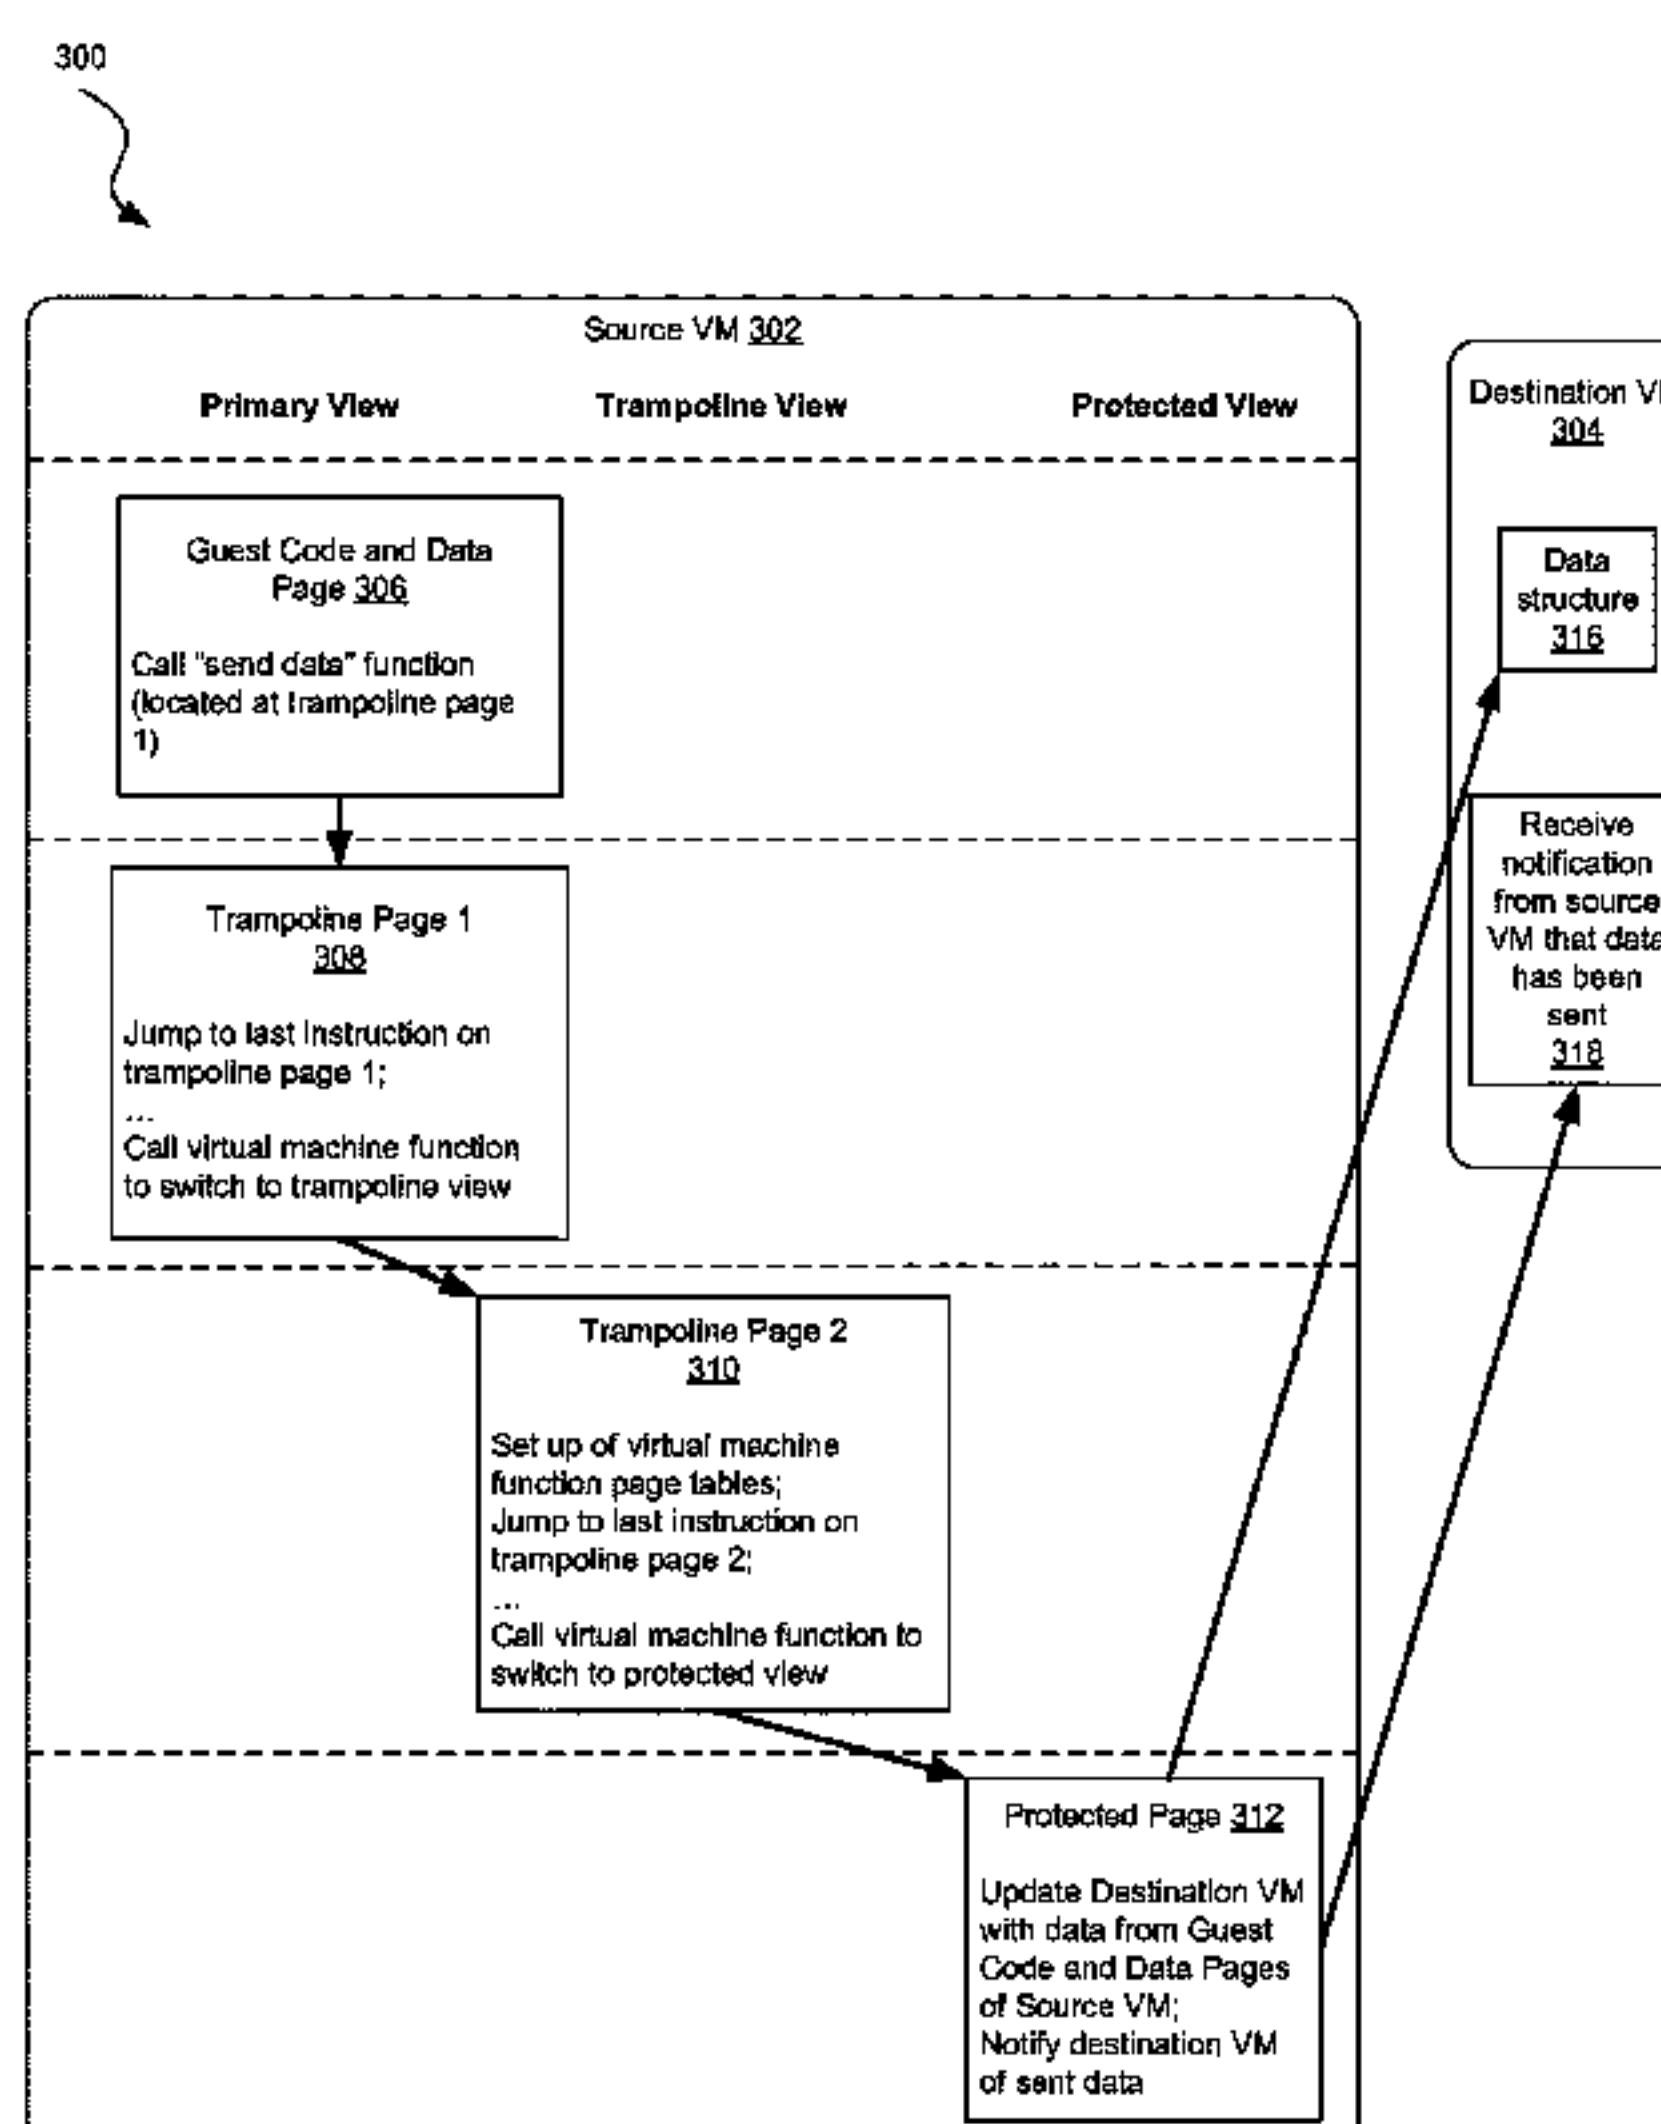 300
Source VM 302
Primary View Trampoline View Protected View
Guest Code and Data
Page 306
Call "send data" function
(located at trampoline page
1)
Trampoline Page 1
308
Jump to last instruction on
trampoline page 1;
...
Call virtual machine function
to switch to trampoline view
Trampoline Page 2
310
Set up of virtual machine
function page tables;
Jump to last instruction on
trampoline page 2;
...
Call virtual machine function to
switch to protected view
Protected Page 312
Update Destination VM
with data from Guest
Code and Data Pages
of Source VM;
Notify destination VM
of sent data
Destination
304
Data
structure
316
Receive
notification
from source
VM that data
has been
sent
318